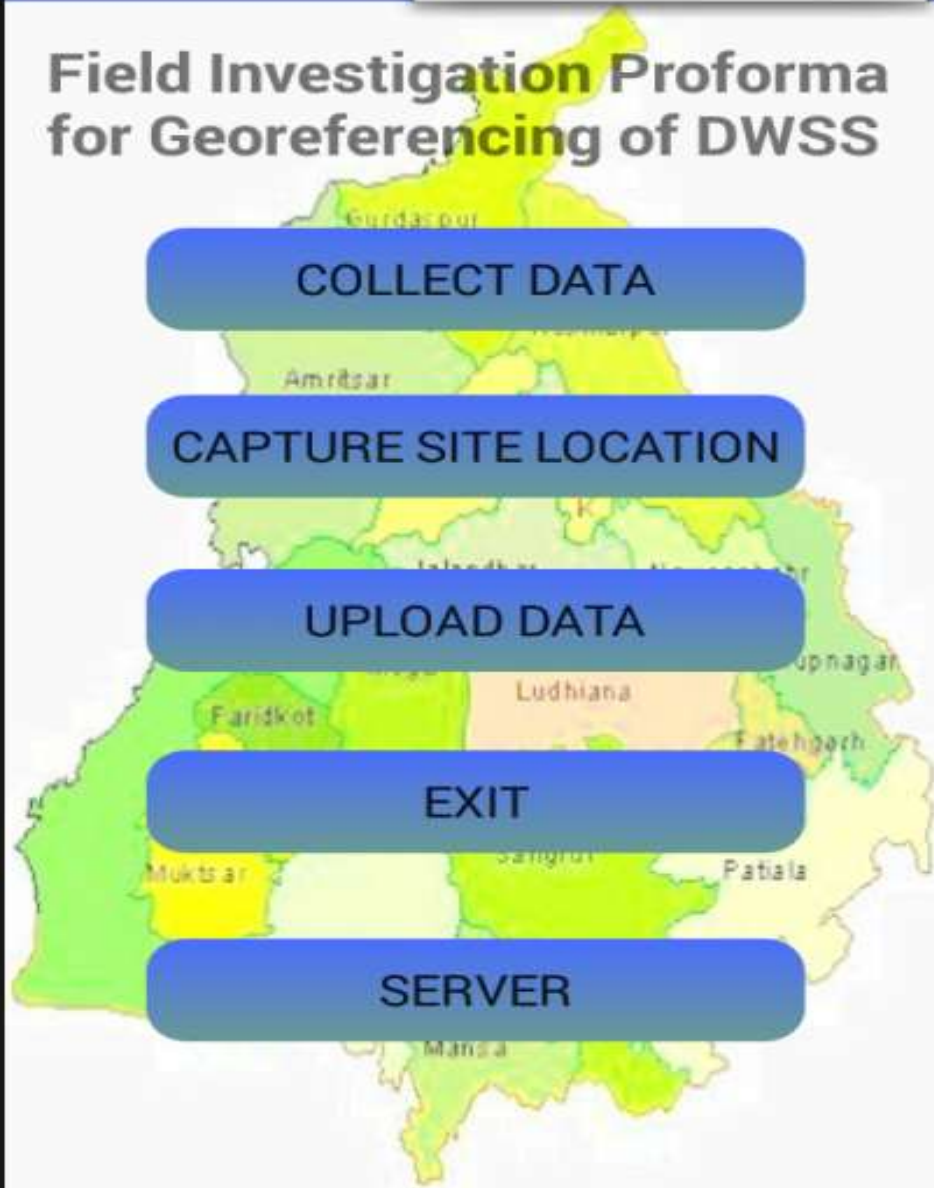 Field Investigation Proforma
for Georeferencing of DWSS
Gurdaspur
COLLECT DATA
Amritsar
CAPTURE SITE LOCATION
K
UPLOAD DATA
Ludhiana
Faridkot
Fatehgarh
EXIT
Muktsar
Patiala
SERVER
Mansa